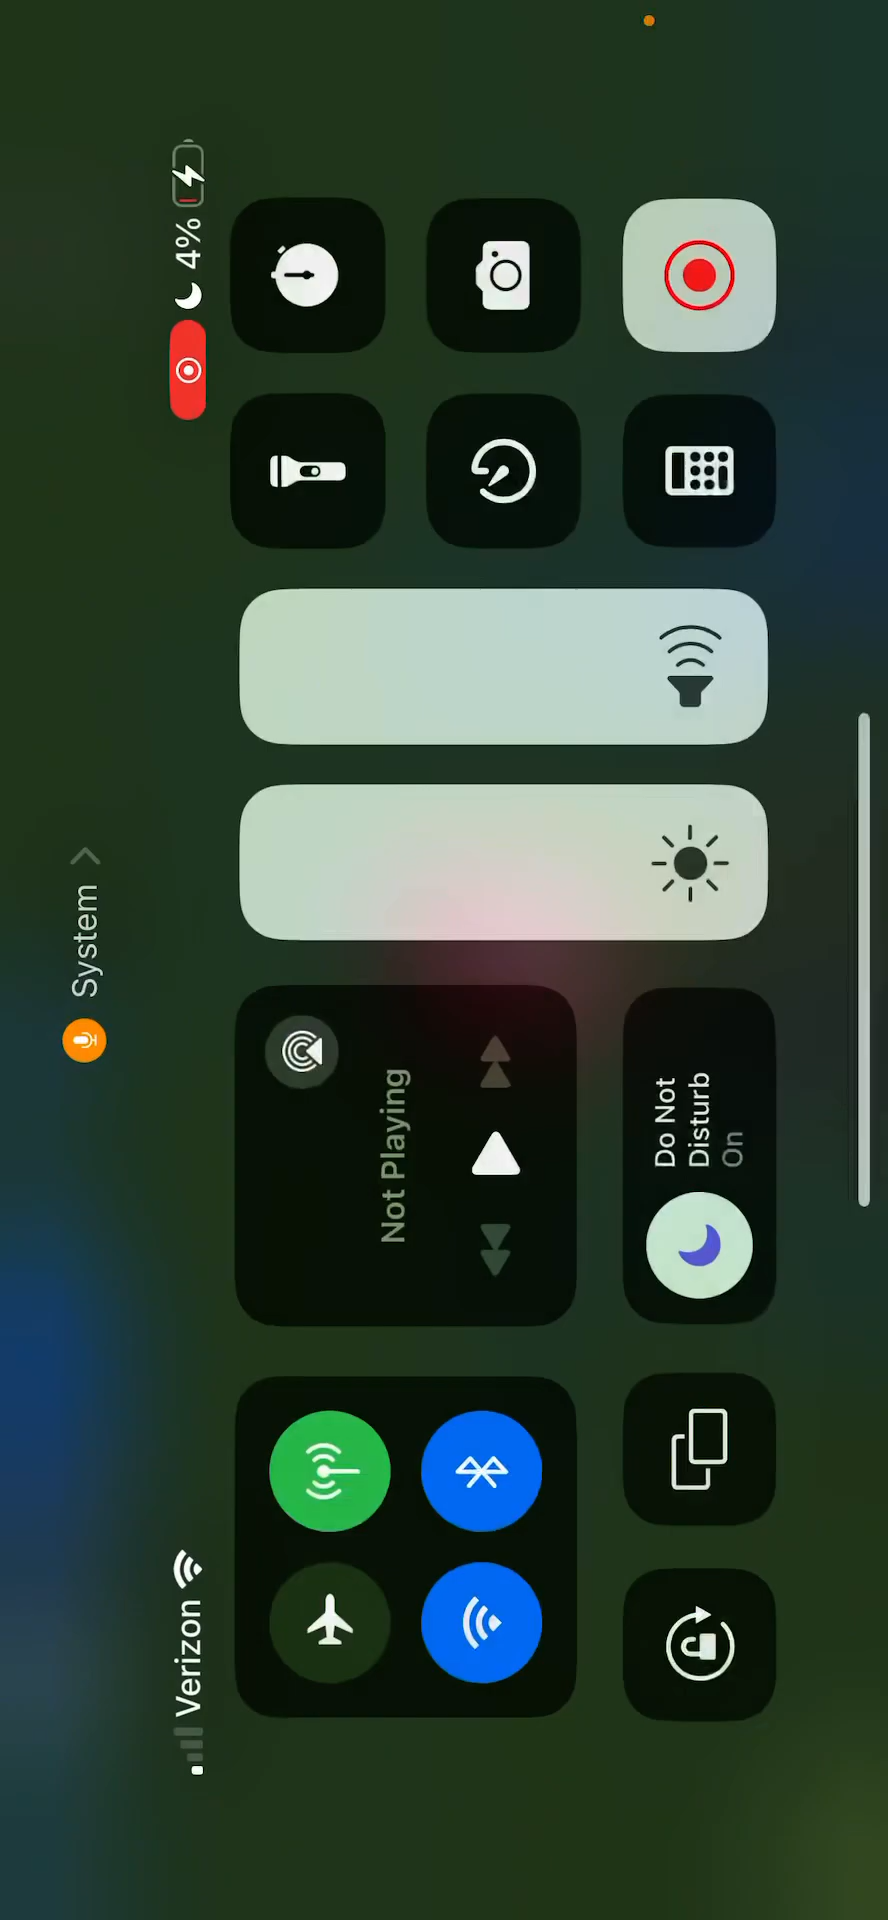 System
Verizon
4%
Not Playing
Do Not
Disturb
On